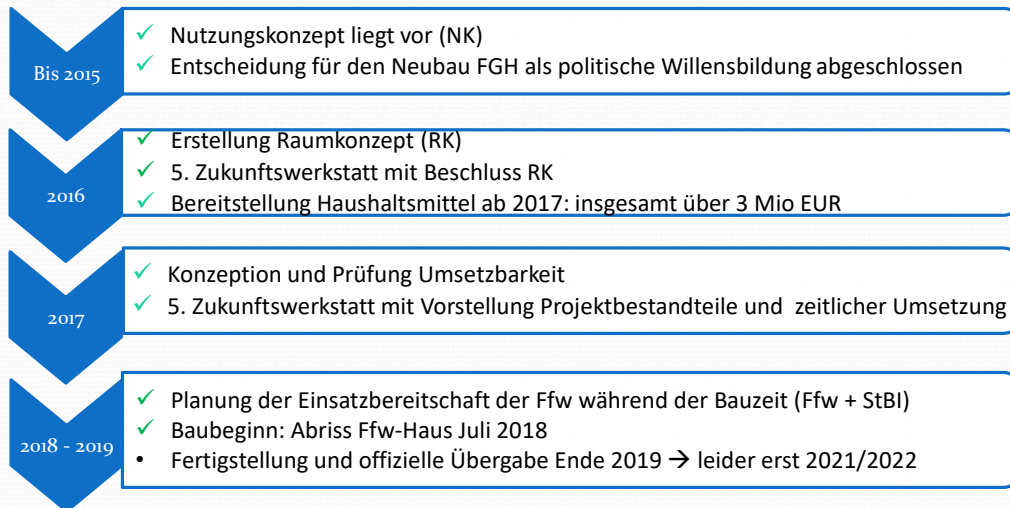 Bis 2015
✓ Nutzungskonzept liegt vor (NK)
✓ Entscheidung für den Neubau FGH als politische Willensbildung abgeschlossen
2016
✓ Erstellung Raumkonzept (RK)
✓ 5. Zukunftswerkstatt mit Beschluss RK
✓ Bereitstellung Haushaltsmittel ab 2017: insgesamt über 3 Mio EUR
2017
✓ Konzeption und Prüfung Umsetzbarkeit
✓ 5. Zukunftswerkstatt mit Vorstellung Projektbestandteile und zeitlicher Umsetzung
2018 - 2019
✓ Planung der Einsatzbereitschaft der Ffw während der Bauzeit (Ffw + StBI)
✓ Baubeginn: Abriss Ffw-Haus Juli 2018
• Fertigstellung und offizielle Übergabe Ende 2019 → leider erst 2021/2022